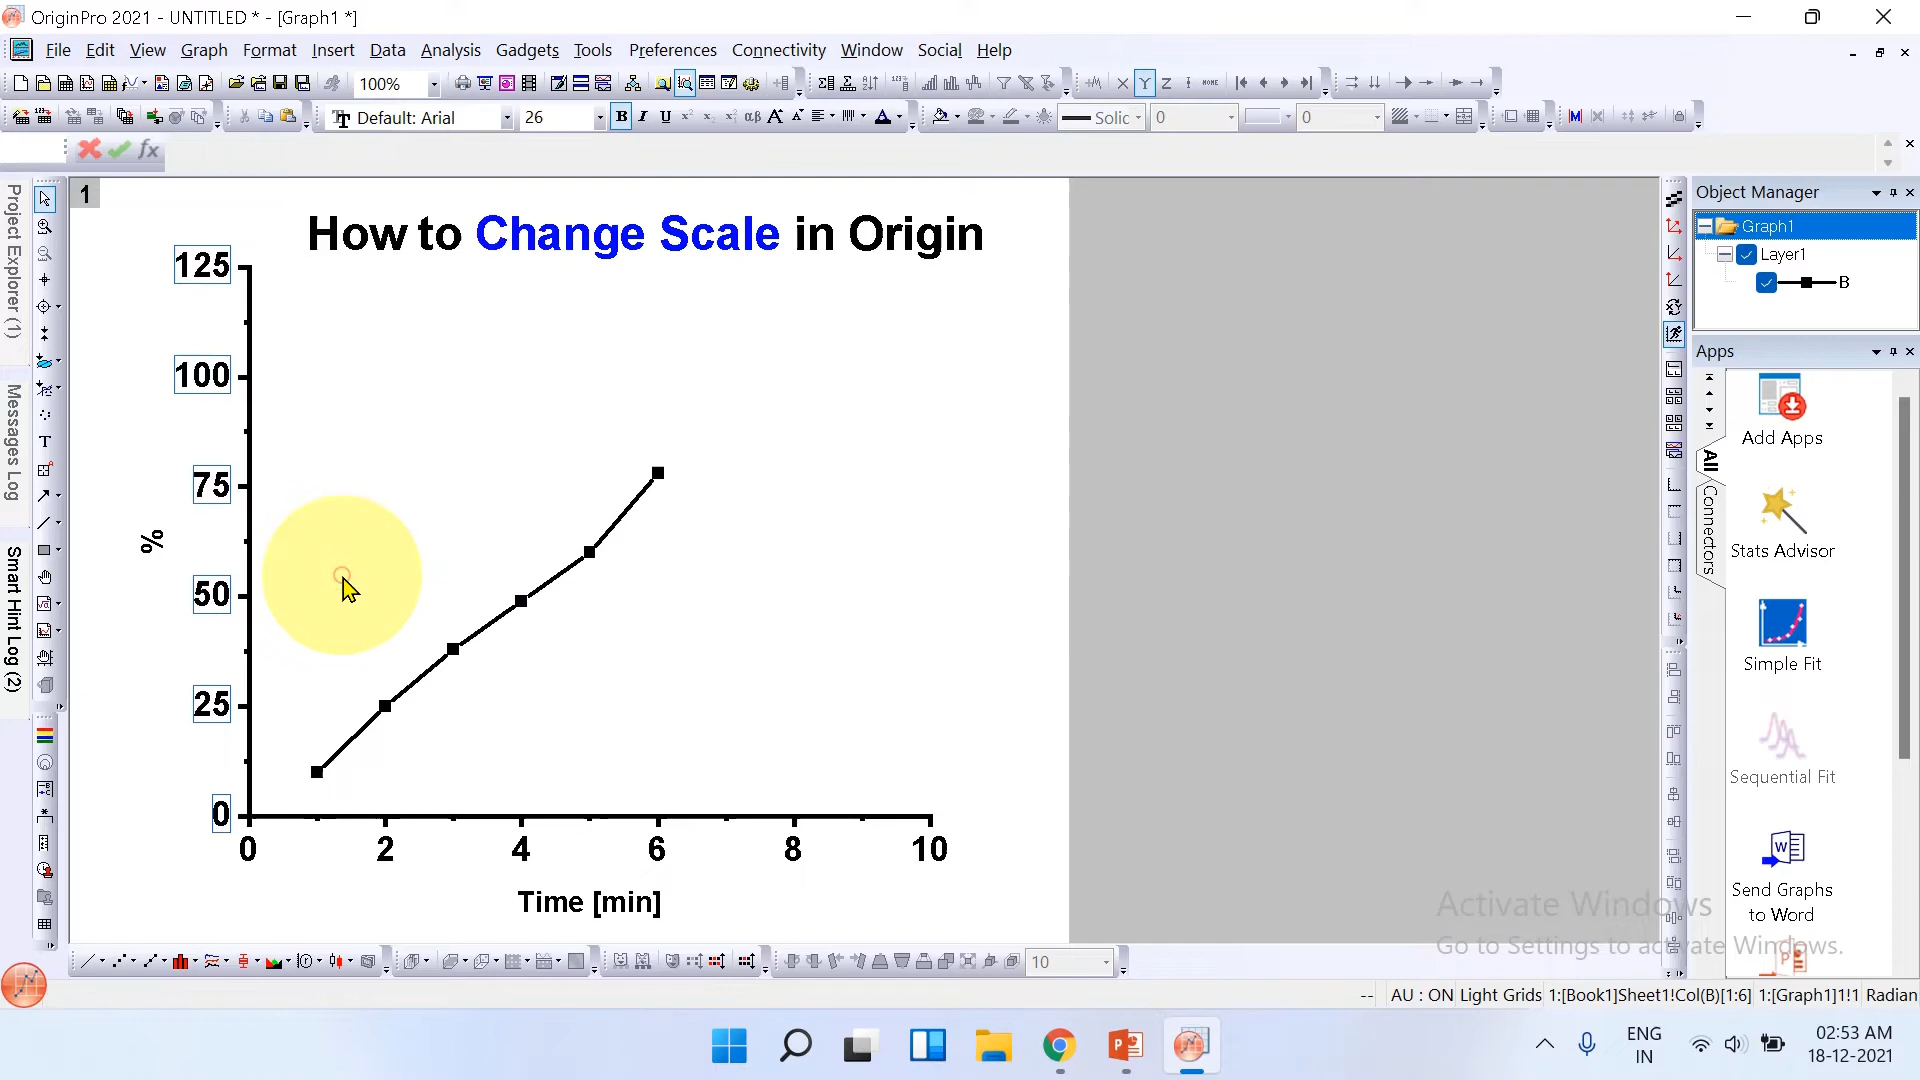 OriginPro 2021 - UNTITLED * - [Graph1 *]
File Edit View Graph Format Insert Data Analysis Gadgets Tools Preferences Connectivity Window Social Help
100%
Default: Arial 26
Solic 0 0
1
How to Change Scale in Origin
125
100
75
50
25
0
%
0 2 4 6 8 10
Time [min]
Project Explorer (1)
Messages Log
Smart Hint Log (2)
Object Manager
Graph1
Layer1
B
Apps
All
Connectors
Add Apps
Stats Advisor
Simple Fit
Sequential Fit
Send Graphs
to Word
Activate Windows
Go to Settings to activate Windows.
10
-- AU : ON Light Grids 1:[Book1]Sheet1!Col(B)[1:6] 1:[Graph1]1!1 Radian
ENG
IN
02:53 AM
18-12-2021